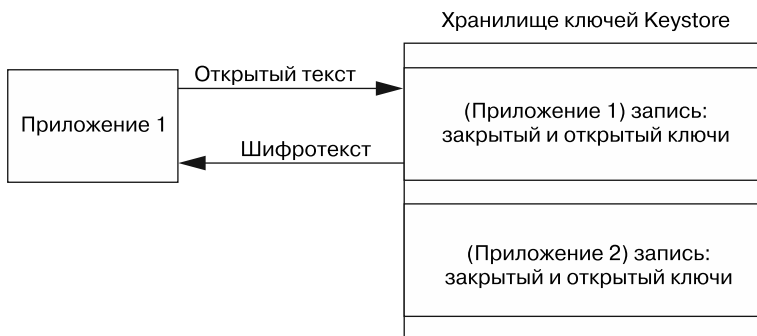 Хранилище ключей Keystore
Открытый текст
Приложение 1
(Приложение 1) запись:
закрытый и открытый ключи
Шифротекст
(Приложение 2) запись:
закрытый и открытый ключи